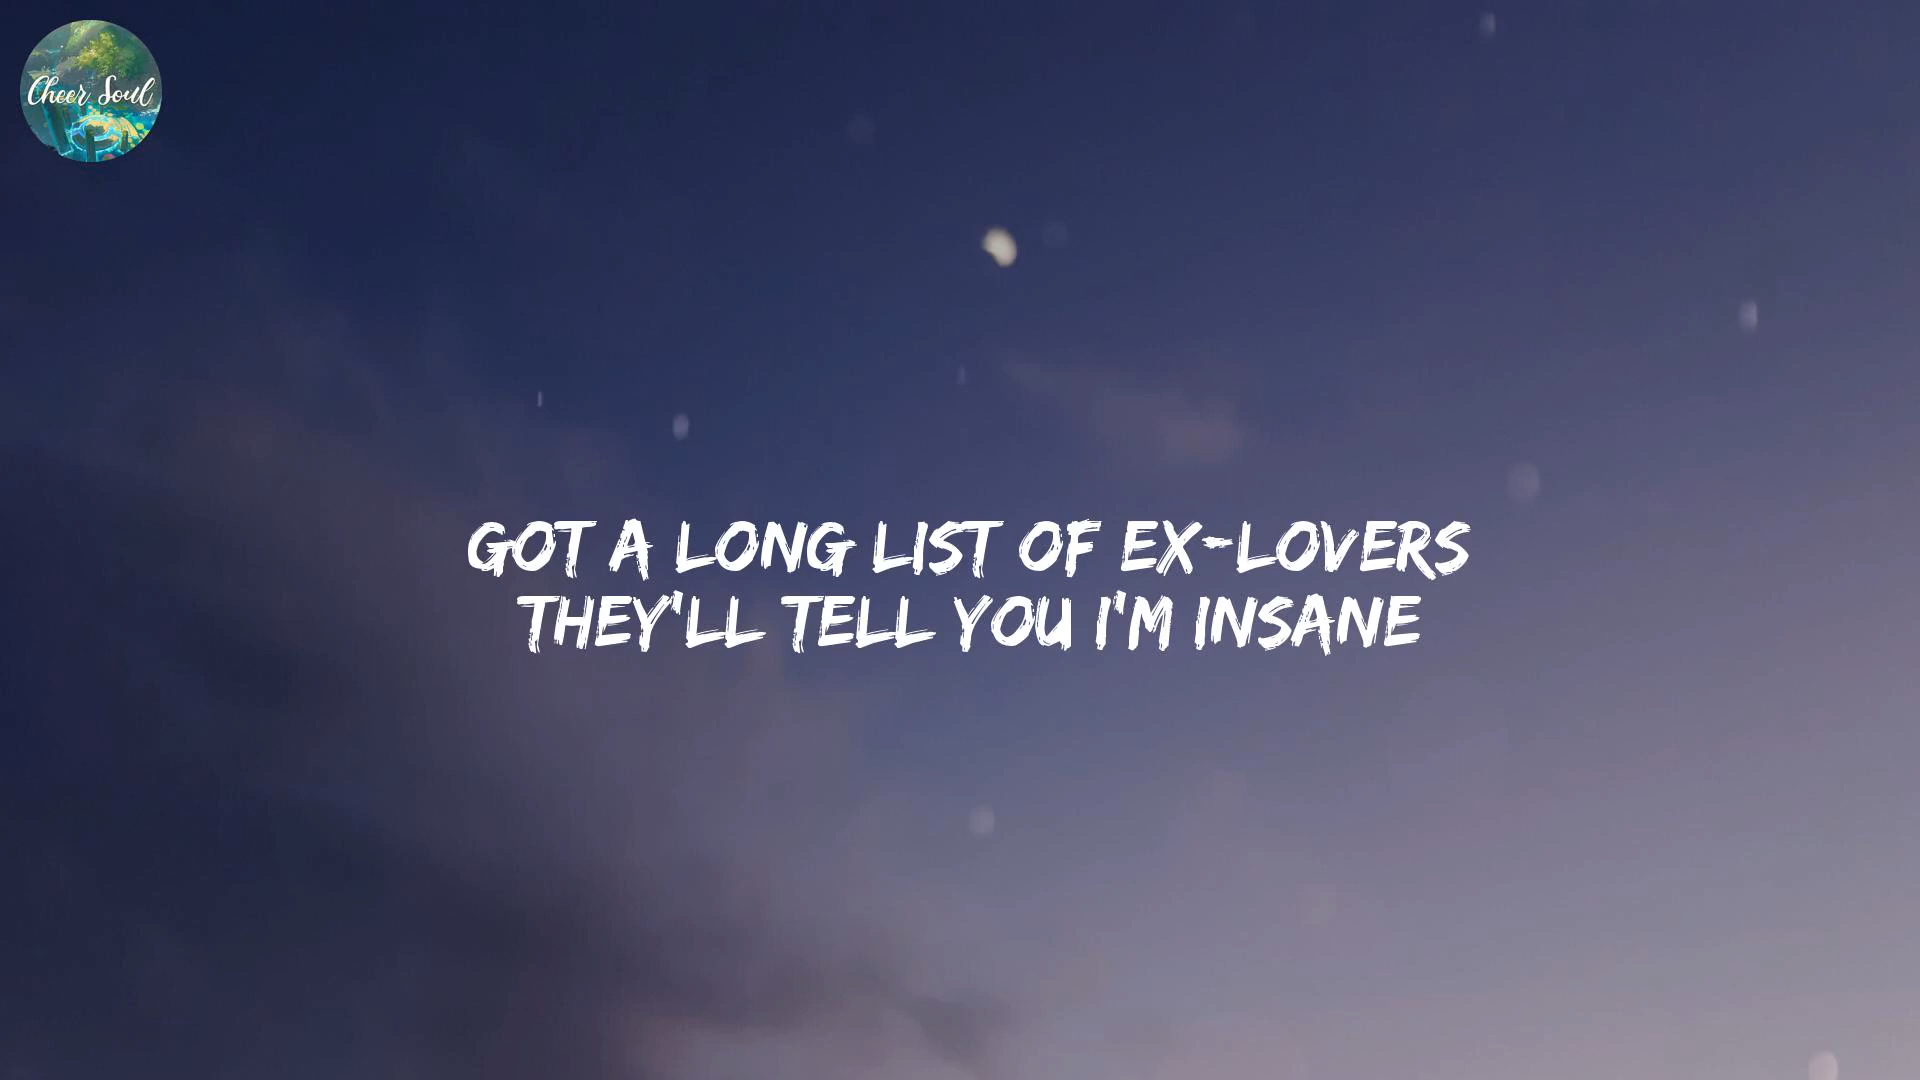 Cheer Soul
GOT A LONG LIST OF EX-LOVERS
THEY'LL TELL YOU I'M INSANE